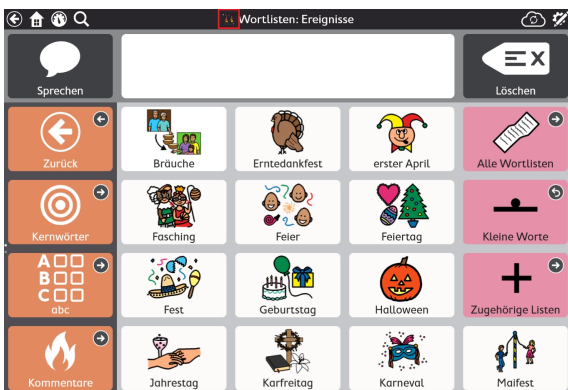 Wortlisten: Ereignisse
Sprechen
Löschen
Zurück
Bräuche
Erntedankfest
erster April
Alle Wortlisten
Kernwörter
Fasching
Feier
Feiertag
Kleine Worte
A
B
C
abc
Fest
Geburtstag
Halloween
Zugehörige Listen
Kommentare
Jahrestag
Karfreitag
Karneval
Maifest